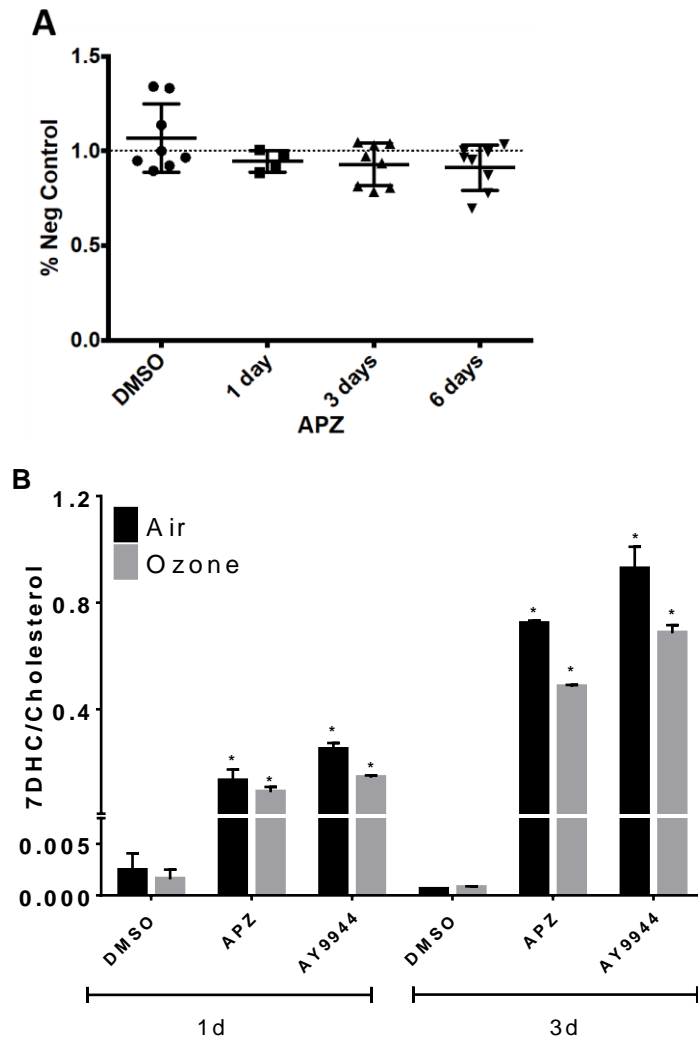 A
1.5
1.0
0.5
0.0
% Neg Control
DMSO
1 day
3 days
6 days
APZ
B
1.2
0.8
0.4
0.005
0.000
7DHC/Cholesterol
Air
Ozone
* * * * * * * *
DMSO
APZ
AY9944
DMSO
APZ
AY9944
1d
3d